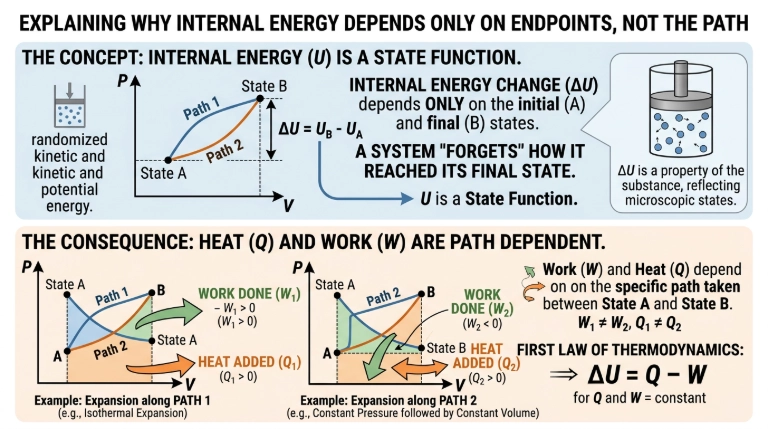 EXPLAINING WHY INTERNAL ENERGY DEPENDS ONLY ON ENDPOINTS, NOT THE PATH
THE CONCEPT: INTERNAL ENERGY (U) IS A STATE FUNCTION.
randomized
kinetic and
kinetic and
potential
energy.
P
State B
Path 1
Path 2
State A
V
ΔU = U_B - U_A
INTERNAL ENERGY CHANGE (ΔU)
depends ONLY on the initial (A)
and final (B) states.
A SYSTEM "FORGETS" HOW IT
REACHED ITS FINAL STATE.
U is a State Function.
ΔU is a property of the
substance, reflecting
microscopic states.
THE CONSEQUENCE: HEAT (Q) AND WORK (W) ARE PATH DEPENDENT.
P
State A
Path 1
B
A
Path 2
State A
V
WORK DONE (W₁)
– W₁ > 0
(W₁ > 0)
HEAT ADDED (Q₁)
(Q₁ > 0)
Example: Expansion along PATH 1
(e.g., Isothermal Expansion)
P
State A
Path 2
B
A
State B
V
WORK
DONE (W₂)
(W₂ < 0)
HEAT
ADDED (Q₂)
(Q₂ > 0)
Example: Expansion along PATH 2
(e.g., Constant Pressure followed by Constant Volume)
Work (W) and Heat (Q) depend
on on the specific path taken
between State A and State B.
W₁ ≠ W₂, Q₁ ≠ Q₂
FIRST LAW OF THERMODYNAMICS:
⟹ ΔU = Q – W
for Q and W = constant